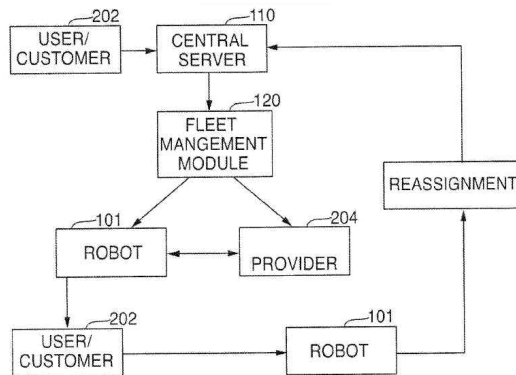 202
USER/
CUSTOMER
110
CENTRAL
SERVER
120
FLEET
MANGEMENT
MODULE
REASSIGNMENT
101
ROBOT
204
PROVIDER
202
USER/
CUSTOMER
101
ROBOT